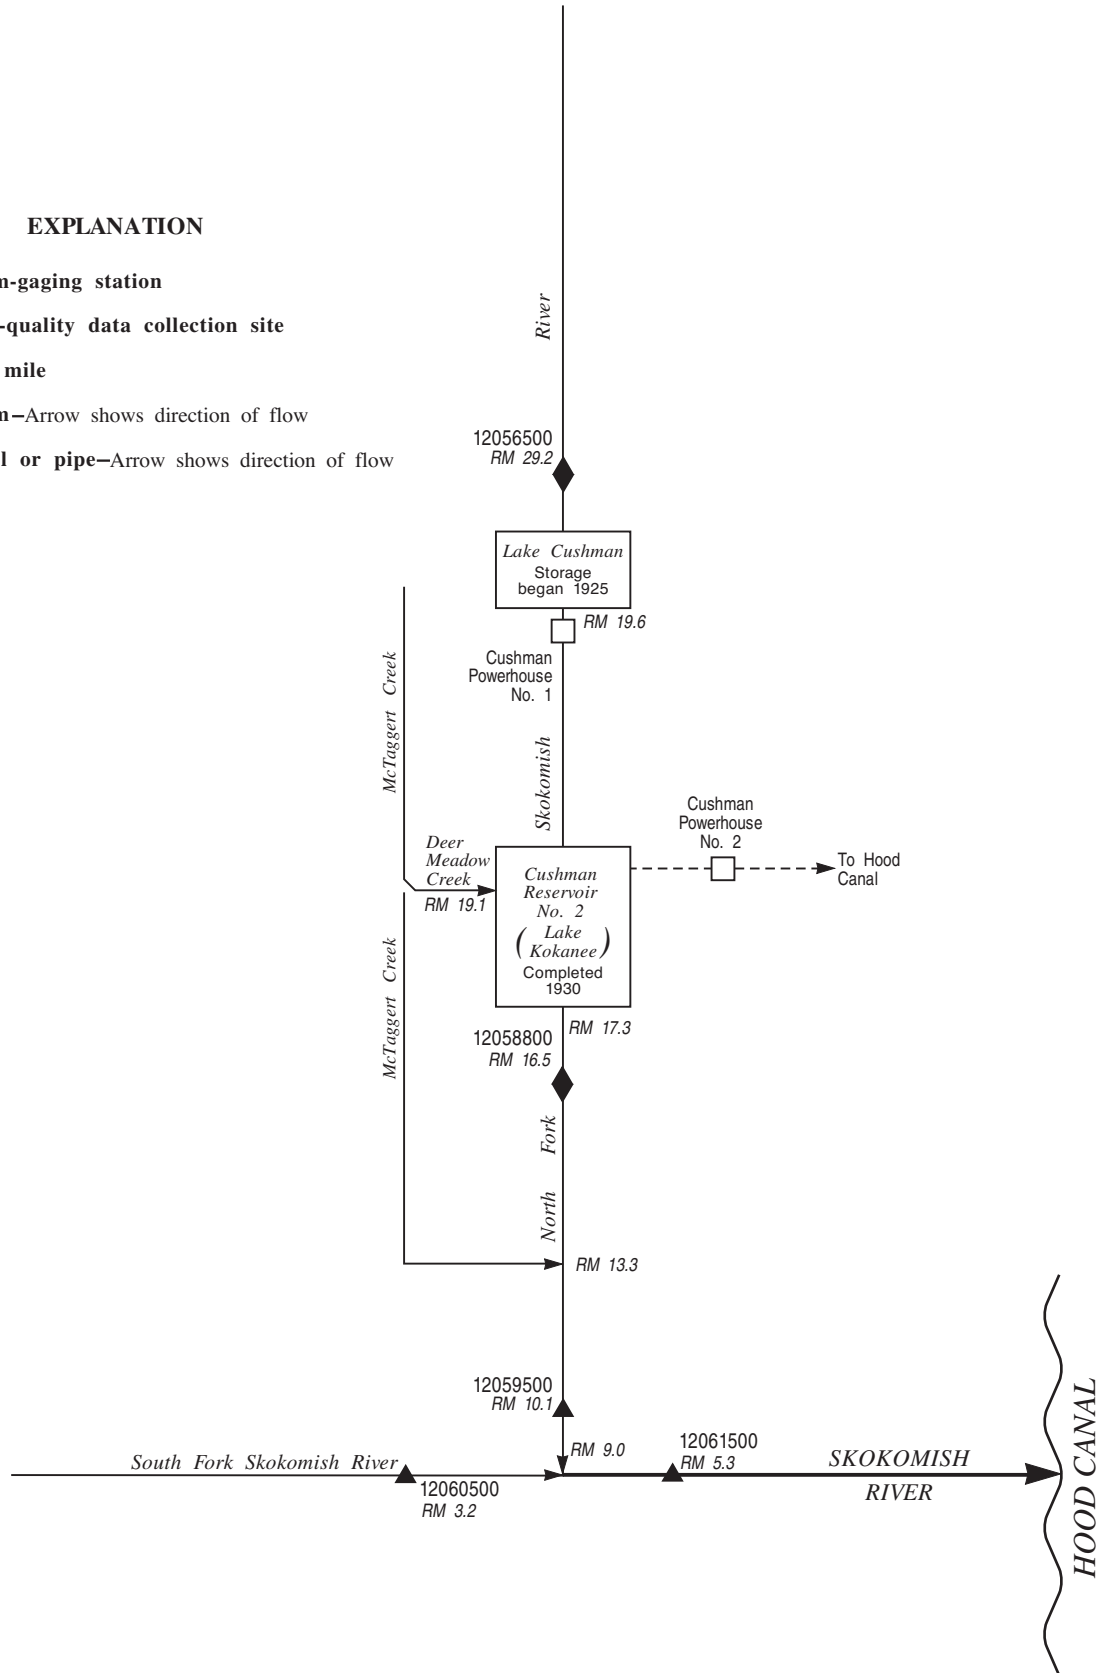 EXPLANATION
m-gaging station
-quality data collection site
mile
m—Arrow shows direction of flow
l or pipe—Arrow shows direction of flow
River
12056500
RM 29.2
Lake Cushman
Storage
began 1925
RM 19.6
Cushman
Powerhouse
No. 1
McTaggert Creek
Skokomish
Cushman
Powerhouse
No. 2
To Hood
Canal
Deer
Meadow
Creek
RM 19.1
Cushman
Reservoir
No. 2
(Lake
Kokanee)
Completed
1930
McTaggert Creek
RM 17.3
12058800
RM 16.5
Fork
North
RM 13.3
12059500
RM 10.1
RM 9.0
South Fork Skokomish River
12060500
RM 3.2
12061500
RM 5.3
SKOKOMISH
RIVER
HOOD CANAL